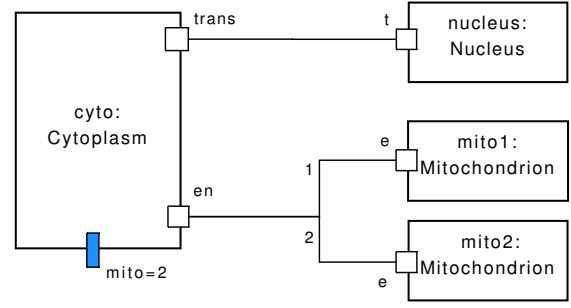 trans
t
nucleus:
Nucleus
cyto:
Cytoplasm
en
1
2
e
mito1:
Mitochondrion
mito2:
Mitochondrion
e
mito=2